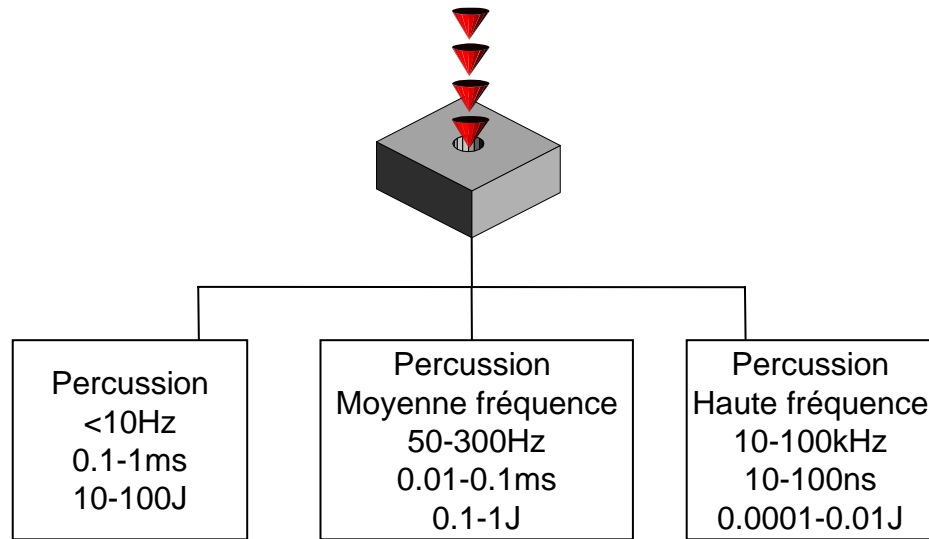 Percussion
<10Hz
0.1-1ms
10-100J
Percussion
Moyenne fréquence
50-300Hz
0.01-0.1ms
0.1-1J
Percussion
Haute fréquence
10-100kHz
10-100ns
0.0001-0.01J